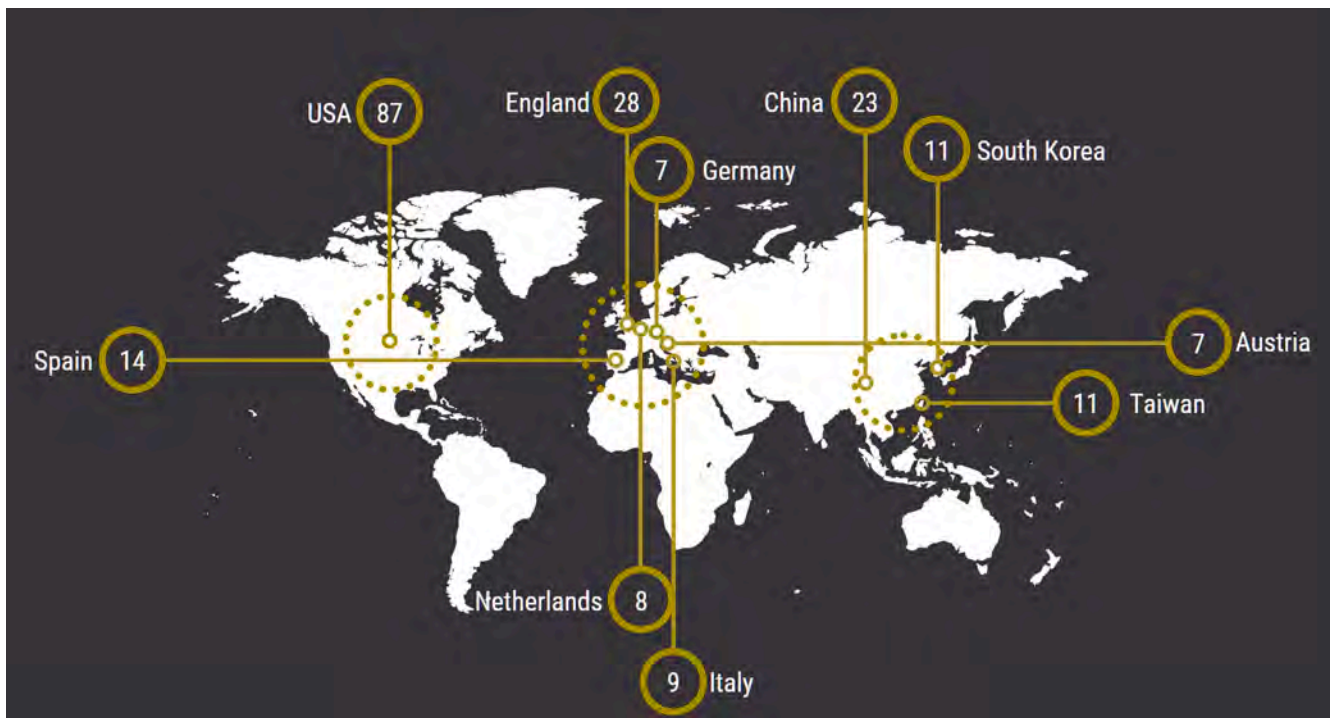 USA 87
England 28
China 23
7 Germany
11 South Korea
Spain 14
7 Austria
11 Taiwan
Netherlands 8
9 Italy